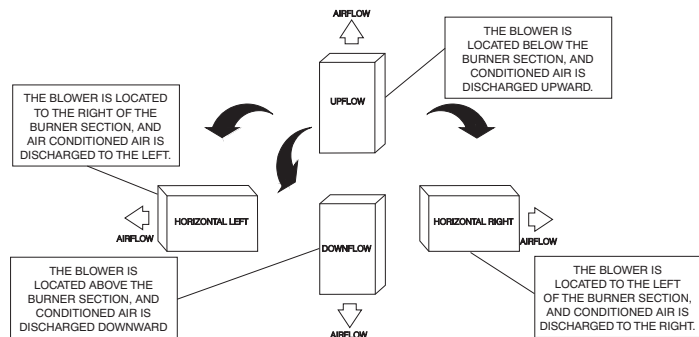 AIRFLOW
THE BLOWER IS
LOCATED BELOW THE
BURNER SECTION, AND
CONDITIONED AIR IS
DISCHARGED UPWARD.
UPFLOW
THE BLOWER IS LOCATED
TO THE RIGHT OF THE
BURNER SECTION, AND
AIR CONDITIONED AIR IS
DISCHARGED TO THE LEFT.
HORIZONTAL LEFT
AIRFLOW
HORIZONTAL RIGHT
AIRFLOW
DOWNFLOW
THE BLOWER IS
LOCATED ABOVE THE
BURNER SECTION, AND
CONDITIONED AIR IS
DISCHARGED DOWNWARD
THE BLOWER IS
LOCATED TO THE LEFT
OF THE BURNER SECTION,
AND CONDITIONED AIR IS
DISCHARGED TO THE RIGHT.
AIRFLOW